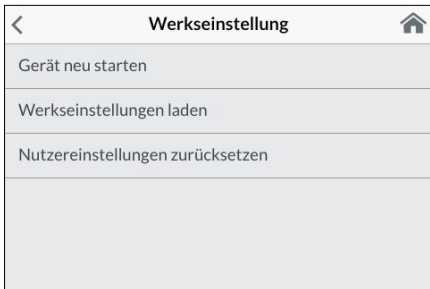 Werkseinstellung
Gerät neu starten
Werkseinstellungen laden
Nutzereinstellungen zurücksetzen